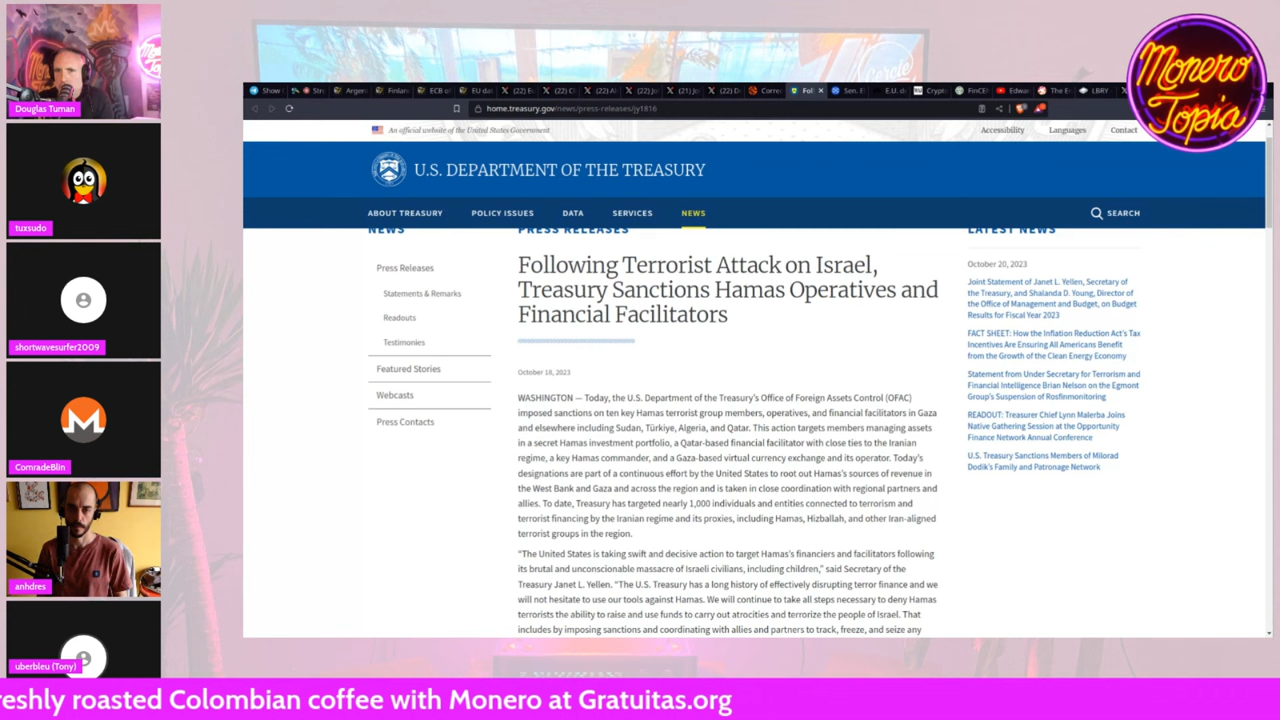 Douglas Tuman
tuxsudo
shortwavesurfer2009
ComradeBlin
anhdres
uberbleu (Tony)
Monero
Topia
home.treasury.gov/news/press-releases/jy1816
An official website of the United States Government
Accessibility
Languages
Contact
U.S. DEPARTMENT OF THE TREASURY
ABOUT TREASURY
POLICY ISSUES
DATA
SERVICES
NEWS
SEARCH
NEWS
Press Releases
Statements & Remarks
Readouts
Testimonies
Featured Stories
Webcasts
Press Contacts
PRESS RELEASES
Following Terrorist Attack on Israel,
Treasury Sanctions Hamas Operatives and
Financial Facilitators
October 18, 2023
WASHINGTON — Today, the U.S. Department of the Treasury's Office of Foreign Assets Control (OFAC)
imposed sanctions on ten key Hamas terrorist group members, operatives, and financial facilitators in Gaza
and elsewhere including Sudan, Türkiye, Algeria, and Qatar. This action targets members managing assets
in a secret Hamas investment portfolio, a Qatar-based financial facilitator with close ties to the Iranian
regime, a key Hamas commander, and a Gaza-based virtual currency exchange and its operator. Today's
designations are part of a continuous effort by the United States to root out Hamas's sources of revenue in
the West Bank and Gaza and across the region and is taken in close coordination with regional partners and
allies. To date, Treasury has targeted nearly 1,000 individuals and entities connected to terrorism and
terrorist financing by the Iranian regime and its proxies, including Hamas, Hizballah, and other Iran-aligned
terrorist groups in the region.
"The United States is taking swift and decisive action to target Hamas's financiers and facilitators following
its brutal and unconscionable massacre of Israeli civilians, including children," said Secretary of the
Treasury Janet L. Yellen. "The U.S. Treasury has a long history of effectively disrupting terror finance and we
will not hesitate to use our tools against Hamas. We will continue to take all steps necessary to deny Hamas
terrorists the ability to raise and use funds to carry out atrocities and terrorize the people of Israel. That
includes by imposing sanctions and coordinating with allies and partners to track, freeze, and seize any
LATEST NEWS
October 20, 2023
Joint Statement of Janet L. Yellen, Secretary of
the Treasury, and Shalanda D. Young, Director of
the Office of Management and Budget, on Budget
Results for Fiscal Year 2023
FACT SHEET: How the Inflation Reduction Act's Tax
Incentives Are Ensuring All Americans Benefit
from the Growth of the Clean Energy Economy
Statement from Under Secretary for Terrorism and
Financial Intelligence Brian Nelson on the Egmont
Group's Suspension of Rosfinmonitoring
READOUT: Treasurer Chief Lynn Malerba Joins
Native Gathering Session at the Opportunity
Finance Network Annual Conference
U.S. Treasury Sanctions Members of Milorad
Dodik's Family and Patronage Network
reshly roasted Colombian coffee with Monero at Gratuitas.org